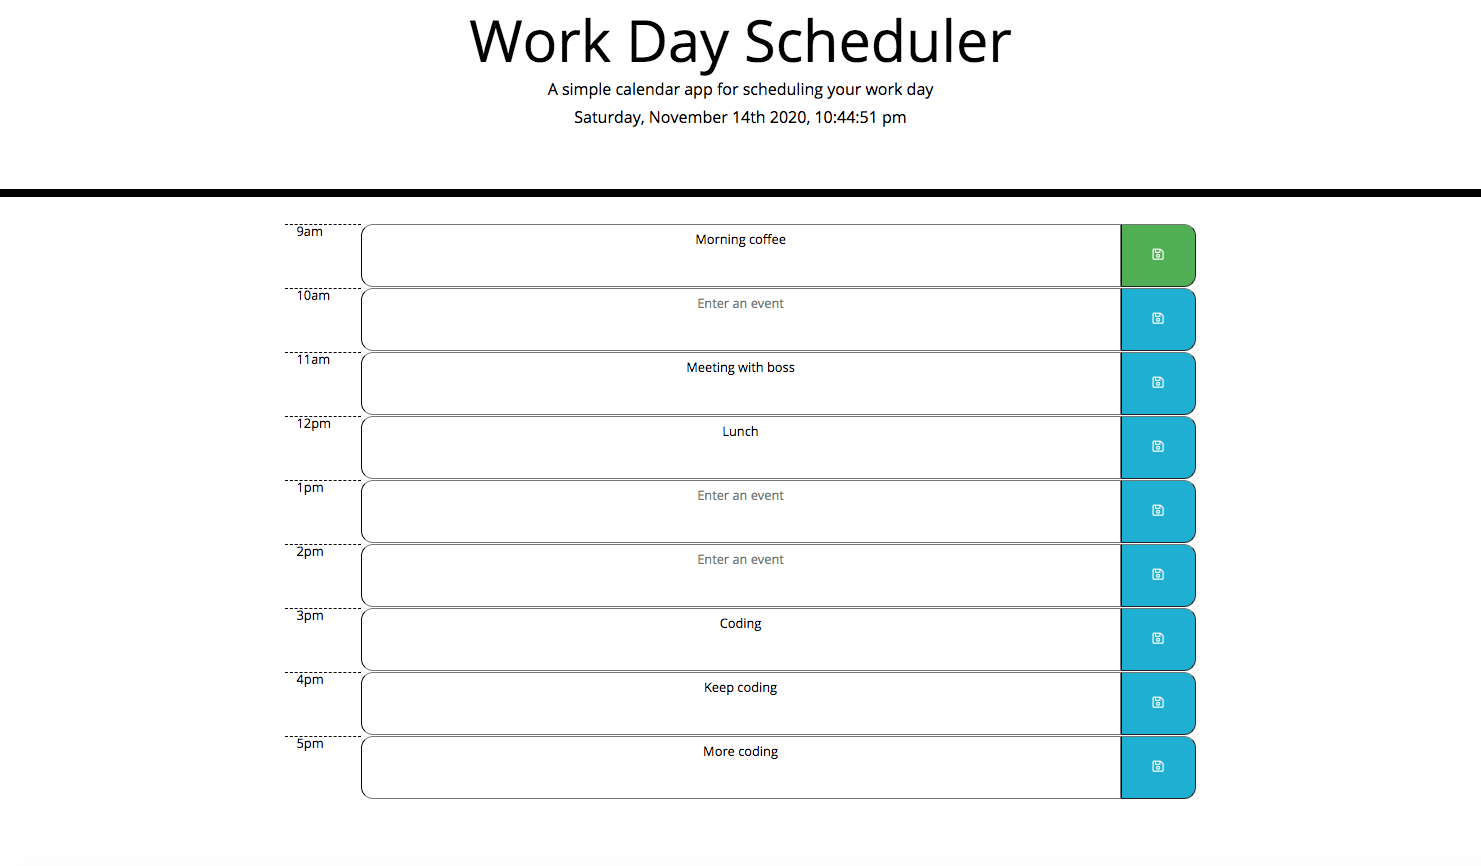 Work Day Scheduler
A simple calendar app for scheduling your work day
Saturday, November 14th 2020, 10:44:51 pm
9am
Morning coffee
10am
Enter an event
11am
Meeting with boss
12pm
Lunch
1pm
Enter an event
2pm
Enter an event
3pm
Coding
4pm
Keep coding
5pm
More coding